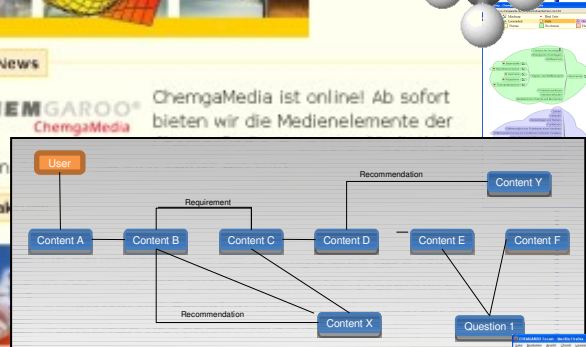 News
EMGAROO®
ChemgaMedia
ChemgaMedia ist online! Ab sofort
bieten wir die Medienelemente der
User
Recommendation
Content Y
Requirement
Content A
Content B
Content C
Content D
Content E
Content F
Recommendation
Content X
Question 1